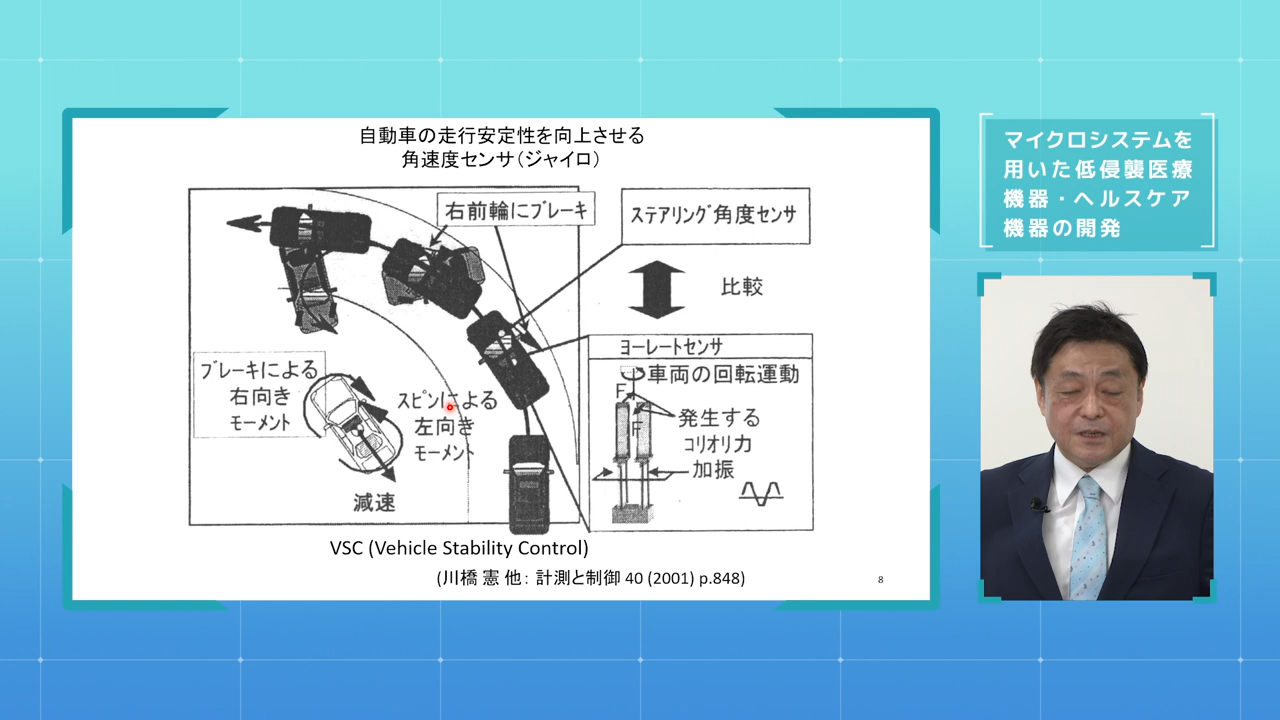 自動車の走行安定性を向上させる
角速度センサ（ジャイロ）
右前輪にブレーキ
ステアリング角度センサ
比較
ヨーレートセンサ
車両の回転運動
F
F
発生する
コリオリ力
加振
ブレーキによる
右向き
モーメント
スピンによる
左向き
モーメント
減速
VSC (Vehicle Stability Control)
(川橋 憲 他： 計測と制御 40 (2001) p.848)
8
マイクロシステムを
用いた低侵襲医療
機器・ヘルスケア
機器の開発